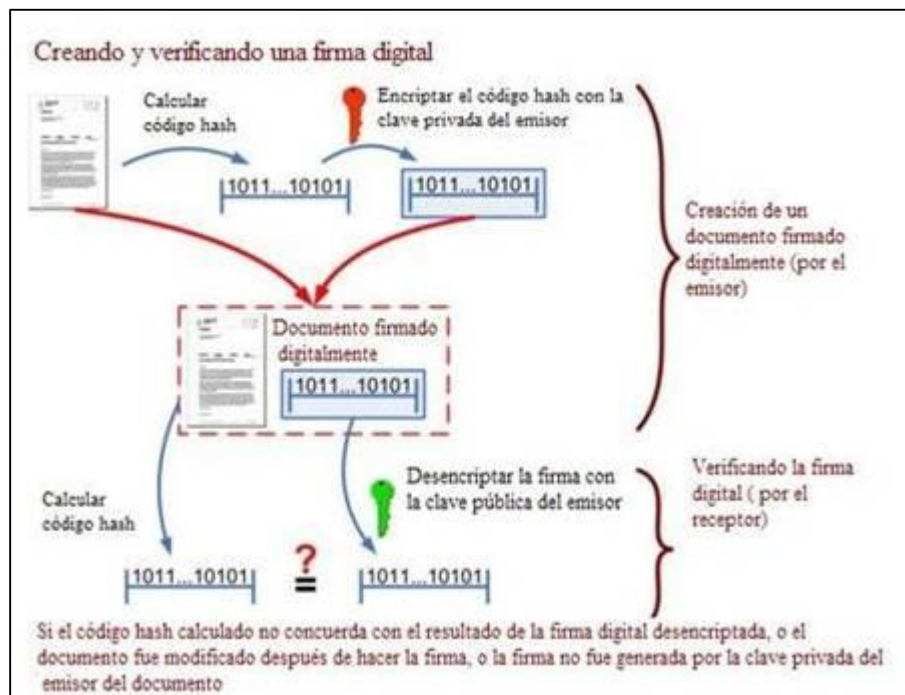 Creando y verificando una firma digital
Calcular
código hash
Encriptar el código hash con la
clave privada del emisor
1011...10101
1011...10101
Creación de un
documento firmado
digitalmente (por el
emisor)
Documento firmado
digitalmente
1011...10101
Desencriptar la firma con
la clave pública del emisor
Verificando la firma
digital ( por el
receptor)
Calcular
código hash
1011...10101
?
=
1011...10101
Si el código hash calculado no concuerda con el resultado de la firma digital desencriptada, o el
documento fue modificado después de hacer la firma, o la firma no fue generada por la clave privada del
emisor del documento